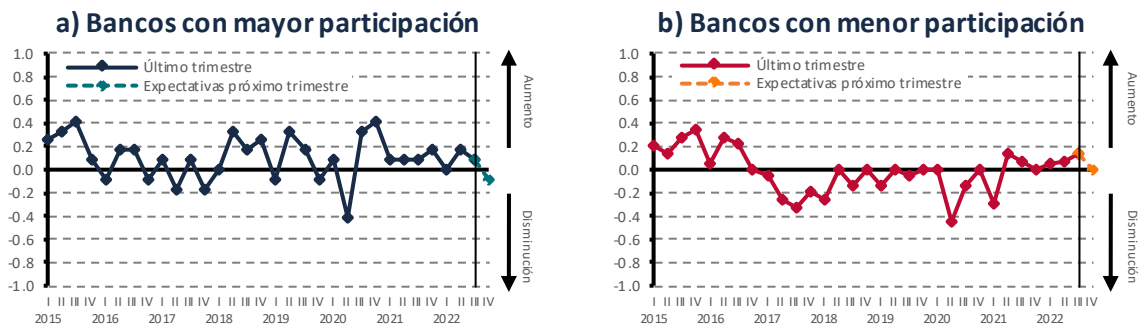 a) Bancos con mayor participación
1.0
0.8
0.6
0.4
0.2
0.0
-0.2
-0.4
-0.6
-0.8
-1.0
Último trimestre
Expectativas próximo trimestre
Aumento
Disminución
I II III IV I II III IV I II III IV I II III IV I II III IV I II III IV I II III IV I II III IV
2015 2016 2017 2018 2019 2020 2021 2022
b) Bancos con menor participación
1.0
0.8
0.6
0.4
0.2
0.0
-0.2
-0.4
-0.6
-0.8
-1.0
Último trimestre
Expectativas próximo trimestre
Aumento
Disminución
I II III IV I II III IV I II III IV I II III IV I II III IV I II III IV I II III IV I II III IV
2015 2016 2017 2018 2019 2020 2021 2022